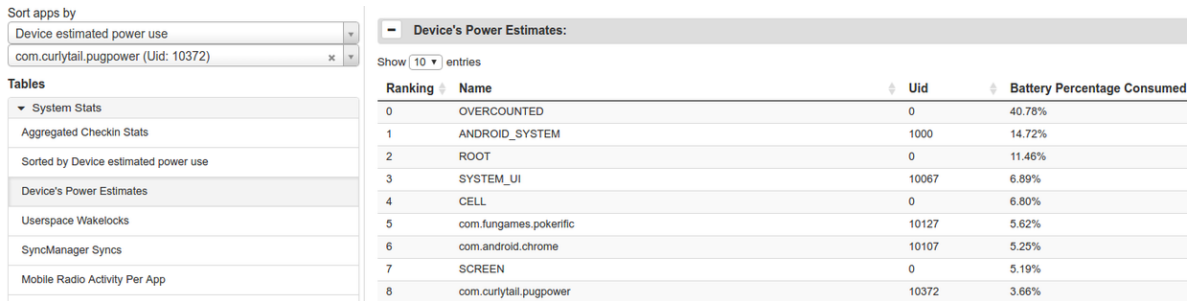 Sort apps by
Device estimated power use
com.curlytail.pugpower (Uid: 10372)
Tables
System Stats
Aggregated Checkin Stats
Sorted by Device estimated power use
Device's Power Estimates
Userspace Wakelocks
SyncManager Syncs
Mobile Radio Activity Per App
Device's Power Estimates:
Show 10 entries
Ranking Name Uid Battery Percentage Consumed
0 OVERCOUNTED 0 40.78%
1 ANDROID_SYSTEM 1000 14.72%
2 ROOT 0 11.46%
3 SYSTEM_UI 10067 6.89%
4 CELL 0 6.80%
5 com.fungames.pokerific 10127 5.62%
6 com.android.chrome 10107 5.25%
7 SCREEN 0 5.19%
8 com.curlytail.pugpower 10372 3.66%